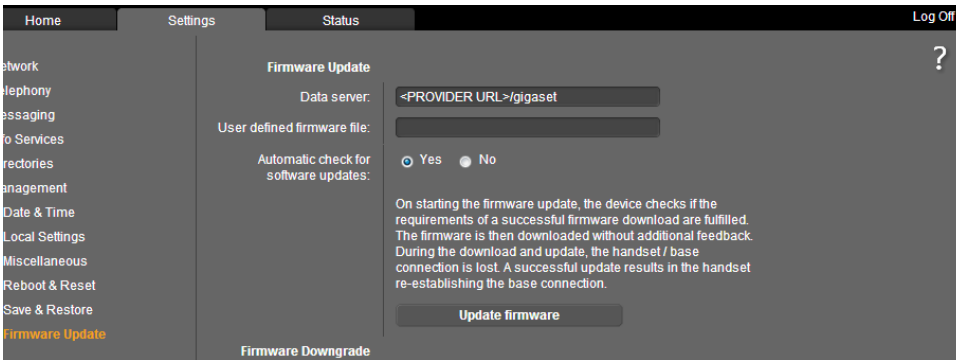 Home
Settings
Status
Log Off
?
etwork
elephony
essaging
fo Services
rectories
anagement
Date & Time
Local Settings
Miscellaneous
Reboot & Reset
Save & Restore
Firmware Update
Firmware Update
Data server:
<PROVIDER URL>/gigaset
User defined firmware file:
Automatic check for
software updates:
Yes
No
On starting the firmware update, the device checks if the
requirements of a successful firmware download are fulfilled.
The firmware is then downloaded without additional feedback.
During the download and update, the handset / base
connection is lost. A successful update results in the handset
re-establishing the base connection.
Update firmware
Firmware Downgrade